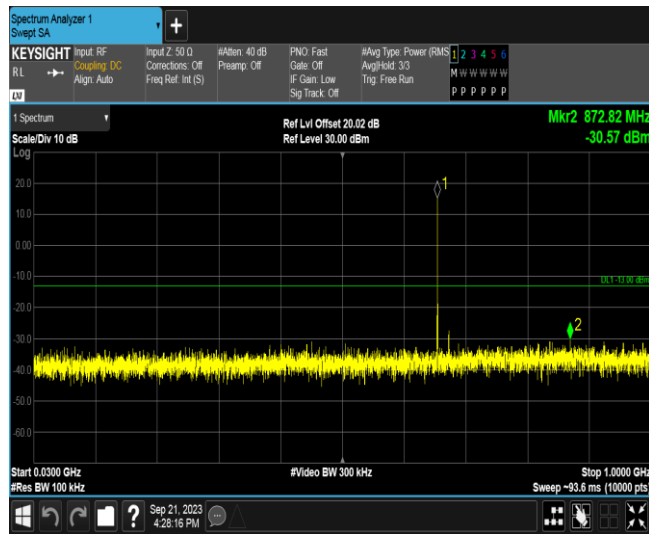 Spectrum Analyzer 1
Swept SA
+
KEYSIGHT
RL
LXI
Input: RF
Coupling: DC
Align: Auto
Input Z: 50 Ω
Corrections: Off
Freq Ref: Int (S)
#Atten: 40 dB
Preamp: Off
PNO: Fast
Gate: Off
IF Gain: Low
Sig Track: Off
#Avg Type: Power (RMS
Avg|Hold: 3/3
Trig: Free Run
1 2 3 4 5 6
M W W W W W
P P P P P P
1 Spectrum
Scale/Div 10 dB
Log
Ref Lvl Offset 20.02 dB
Ref Level 30.00 dBm
Mkr2 872.82 MHz
-30.57 dBm
20.0
10.0
0.00
-10.0
-20.0
-30.0
-40.0
-50.0
-60.0
1
DL1 -13.00 dBm
2
Start 0.0300 GHz
#Res BW 100 kHz
#Video BW 300 kHz
Stop 1.0000 GHz
Sweep ~93.6 ms (10000 pts)
?
Sep 21, 2023
4:28:16 PM